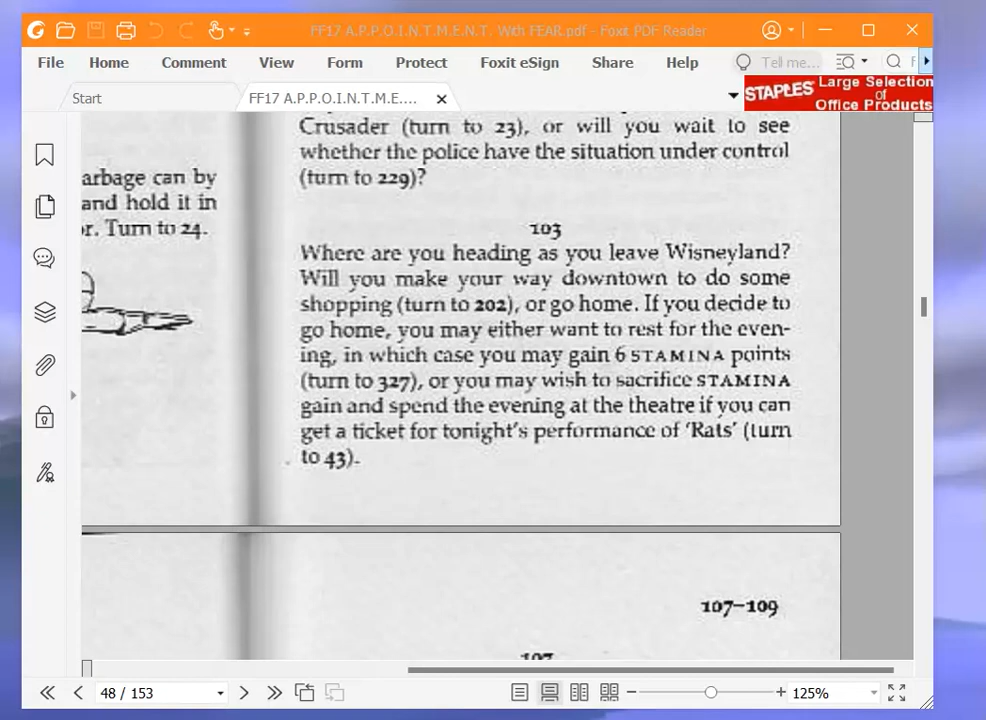 FF17 A.P.P.O.I.N.T.M.E.N.T. With FEAR.pdf - Foxit PDF Reader
File Home Comment View Form Protect Foxit eSign Share Help Tell me... F
Start FF17 A.P.P.O.I.N.T.M.E....
STAPLES Large Selection
of
Office Products
arbage can by
and hold it in
r. Turn to 24.
Crusader (turn to 23), or will you wait to see
whether the police have the situation under control
(turn to 229)?
103
Where are you heading as you leave Wisneyland?
Will you make your way downtown to do some
shopping (turn to 202), or go home. If you decide to
go home, you may either want to rest for the even-
ing, in which case you may gain 6 STAMINA points
(turn to 327), or you may wish to sacrifice STAMINA
gain and spend the evening at the theatre if you can
get a ticket for tonight's performance of 'Rats' (turn
to 43).
107–109
107
48 / 153
125%